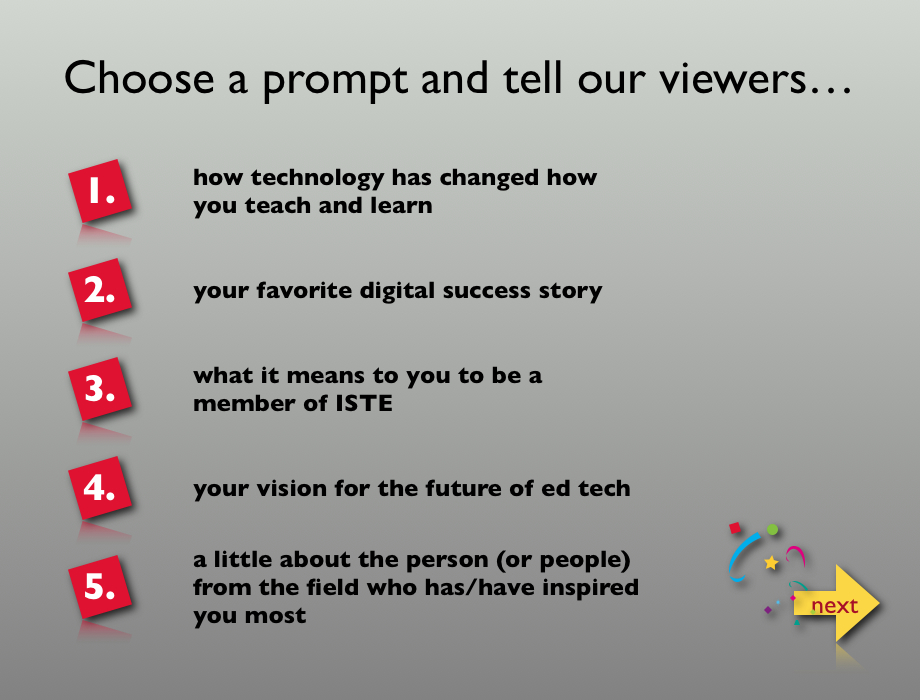 Choose a prompt and tell our viewers…
1.
how technology has changed how
you teach and learn
2.
your favorite digital success story
3.
what it means to you to be a
member of ISTE
4.
your vision for the future of ed tech
5.
a little about the person (or people)
from the field who has/have inspired
you most
next